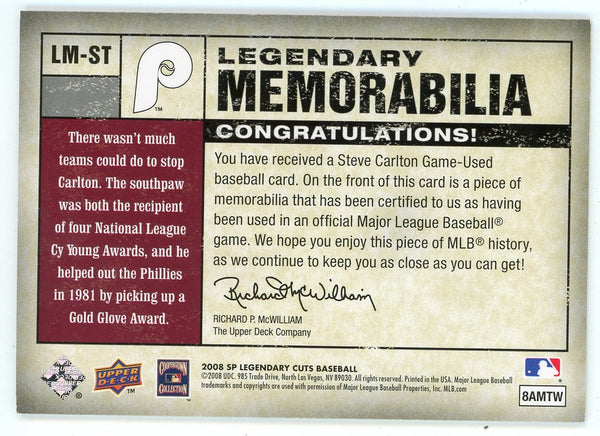 LM-ST
P
TM
LEGENDARY
MEMORABILIA
CONGRATULATIONS!
There wasn't much
teams could do to stop
Carlton. The southpaw
was both the recipient
of four National League
Cy Young Awards, and he
helped out the Phillies
in 1981 by picking up a
Gold Glove Award.
You have received a Steve Carlton Game-Used
baseball card. On the front of this card is a piece of
memorabilia that has been certified to us as having
been used in an official Major League Baseball®
game. We hope you enjoy this piece of MLB® history,
as we continue to keep you as close as you can get!
Richard McWilliam
RICHARD P. McWILLIAM
The Upper Deck Company
UPPER
DECK
TM
COOPERSTOWN
COLLECTION
®
2008 SP LEGENDARY CUTS BASEBALL
©2008 UDC. 985 Trade Drive, North Las Vegas, NV 89030. All rights reserved. Printed in the USA. Major League Baseball
trademarks and copyrights are used with permission of Major League Baseball Properties, Inc. MLB.com
8AMTW